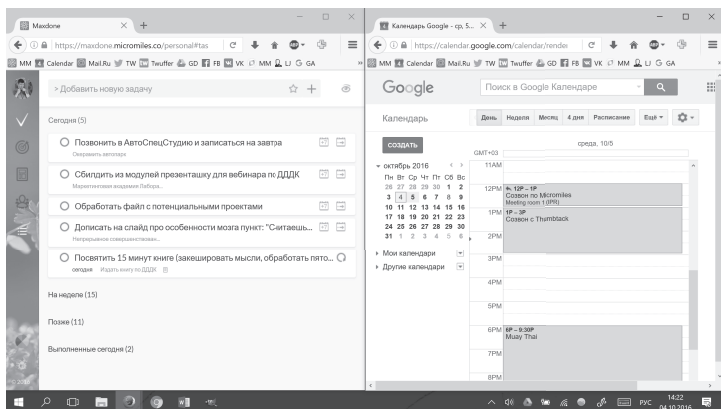 Maxdone
https://maxdone.micromiles.co/personal#tas
ABP
MM Calendar Mail.Ru TW Twuffer GD FB VK MM LJ GA
> Добавить новую задачу
Сегодня (5)
Позвонить в АвтоСпецСтудию и записаться на завтра
Оживить автопарк
Сбилдить из модулей презенташку для вебинара по ДДДК
Маркетинговая академия Лабора...
Обработать файл с потенциальными проектами
Дописать на слайд про особенности мозга пункт: "Считаешь...
Непрерывное совершенствован...
Посвятить 15 минут книге (закешировать мысли, обработать пято...
сегодня Издать книгу по ДДДК
На неделе (15)
Позже (11)
Выполненные сегодня (2)
Календарь Google - ср, 5...
https://calendar.google.com/calendar/render
ABP
MM Calendar Mail.Ru TW Twuffer GD FB VK MM LJ GA
Google
Поиск в Google Календаре
Календарь
День Неделя Месяц 4 дня Расписание Ещё
СОЗДАТЬ
среда, 10/5
GMT+03
октябрь 2016
Пн Вт Ср Чт Пт Сб Вс
26 27 28 29 30 1 2
3 4 5 6 7 8 9
10 11 12 13 14 15 16
17 18 19 20 21 22 23
24 25 26 27 28 29 30
31 1 2 3 4 5 6
Мои календари
Другие календари
11AM
12PM
12P – 1P
Созвон по Micromiles
Meeting room 1 (IPR)
1PM
1P – 3P
Созвон с Thumbtack
2PM
3PM
4PM
5PM
6PM
6P – 9:30P
Muay Thai
7PM
8PM
РУС
14:22
04.10.2016